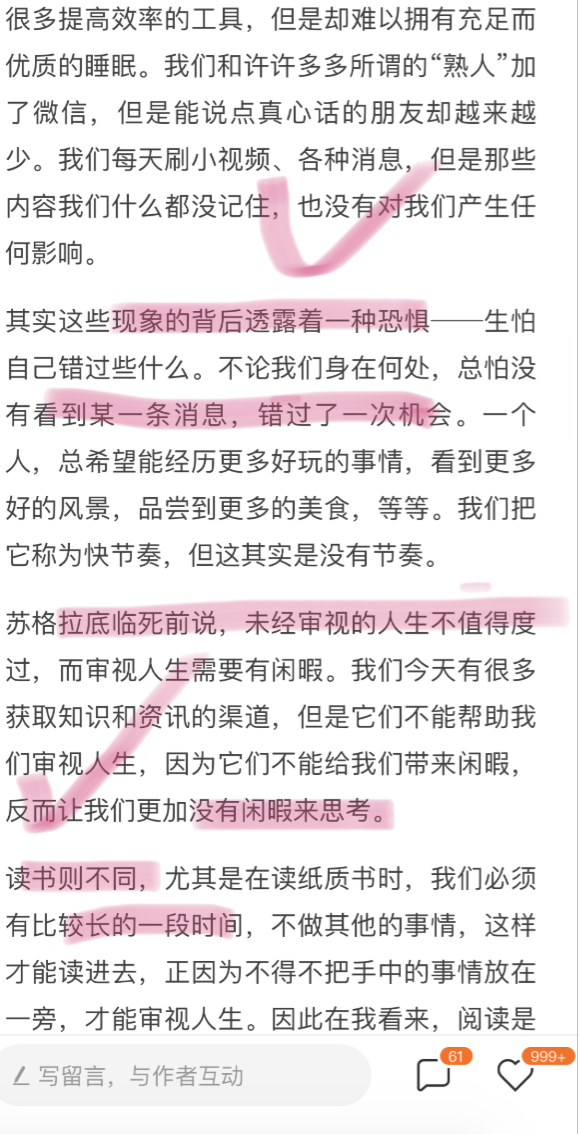 很多提高效率的工具，但是却难以拥有充足而
优质的睡眠。我们和许许多多所谓的“熟人”加
了微信，但是能说点真心话的朋友却越来越
少。我们每天刷小视频、各种消息，但是那些
内容我们什么都没记住，也没有对我们产生任
何影响。
其实这些现象的背后透露着一种恐惧——生怕
自己错过些什么。不论我们身在何处，总怕没
有看到某一条消息，错过了一次机会。一个
人，总希望能经历更多好玩的事情，看到更多
好的风景，品尝到更多的美食，等等。我们把
它称为快节奏，但这其实是没有节奏。
苏格拉底临死前说，未经审视的人生不值得度
过，而审视人生需要有闲暇。我们今天有很多
获取知识和资讯的渠道，但是它们不能帮助我
们审视人生，因为它们不能给我们带来闲暇，
反而让我们更加没有闲暇来思考。
读书则不同，尤其是在读纸质书时，我们必须
有比较长的一段时间，不做其他的事情，这样
才能读进去，正因为不得不把手中的事情放在
一旁，才能审视人生。因此在我看来，阅读是
写留言，与作者互动
61
999+